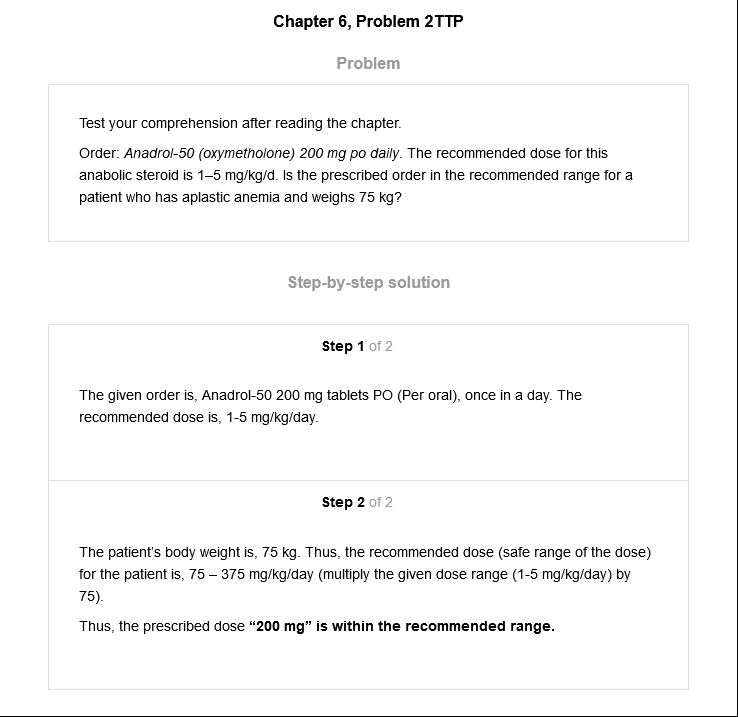 Chapter 6, Problem 2TTP
Problem
Test your comprehension after reading the chapter.
Order: Anadrol-50 (oxymetholone) 200 mg po daily. The recommended dose for this
anabolic steroid is 1–5 mg/kg/d. Is the prescribed order in the recommended range for a
patient who has aplastic anemia and weighs 75 kg?
Step-by-step solution
Step 1 of 2
The given order is, Anadrol-50 200 mg tablets PO (Per oral), once in a day. The
recommended dose is, 1-5 mg/kg/day.
Step 2 of 2
The patient’s body weight is, 75 kg. Thus, the recommended dose (safe range of the dose)
for the patient is, 75 – 375 mg/kg/day (multiply the given dose range (1-5 mg/kg/day) by
75).
Thus, the prescribed dose “200 mg” is within the recommended range.